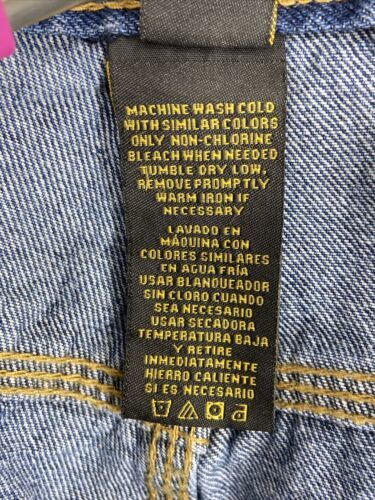 MACHINE WASH COLD
WITH SIMILAR COLORS
ONLY NON-CHLORINE
BLEACH WHEN NEEDED
TUMBLE DRY LOW,
REMOVE PROMPTLY
WARM IRON IF
NECESSARY
LAVADO EN
MÁQUINA CON
COLORES SIMILARES
EN AGUA FRÍA
USAR BLANQUEADOR
SIN CLORO CUANDO
SEA NECESARIO
USAR SECADORA
TEMPERATURA BAJA
Y RETIRE
INMEDIATAMENTE
HIERRO CALIENTE
SI ES NECESARIO